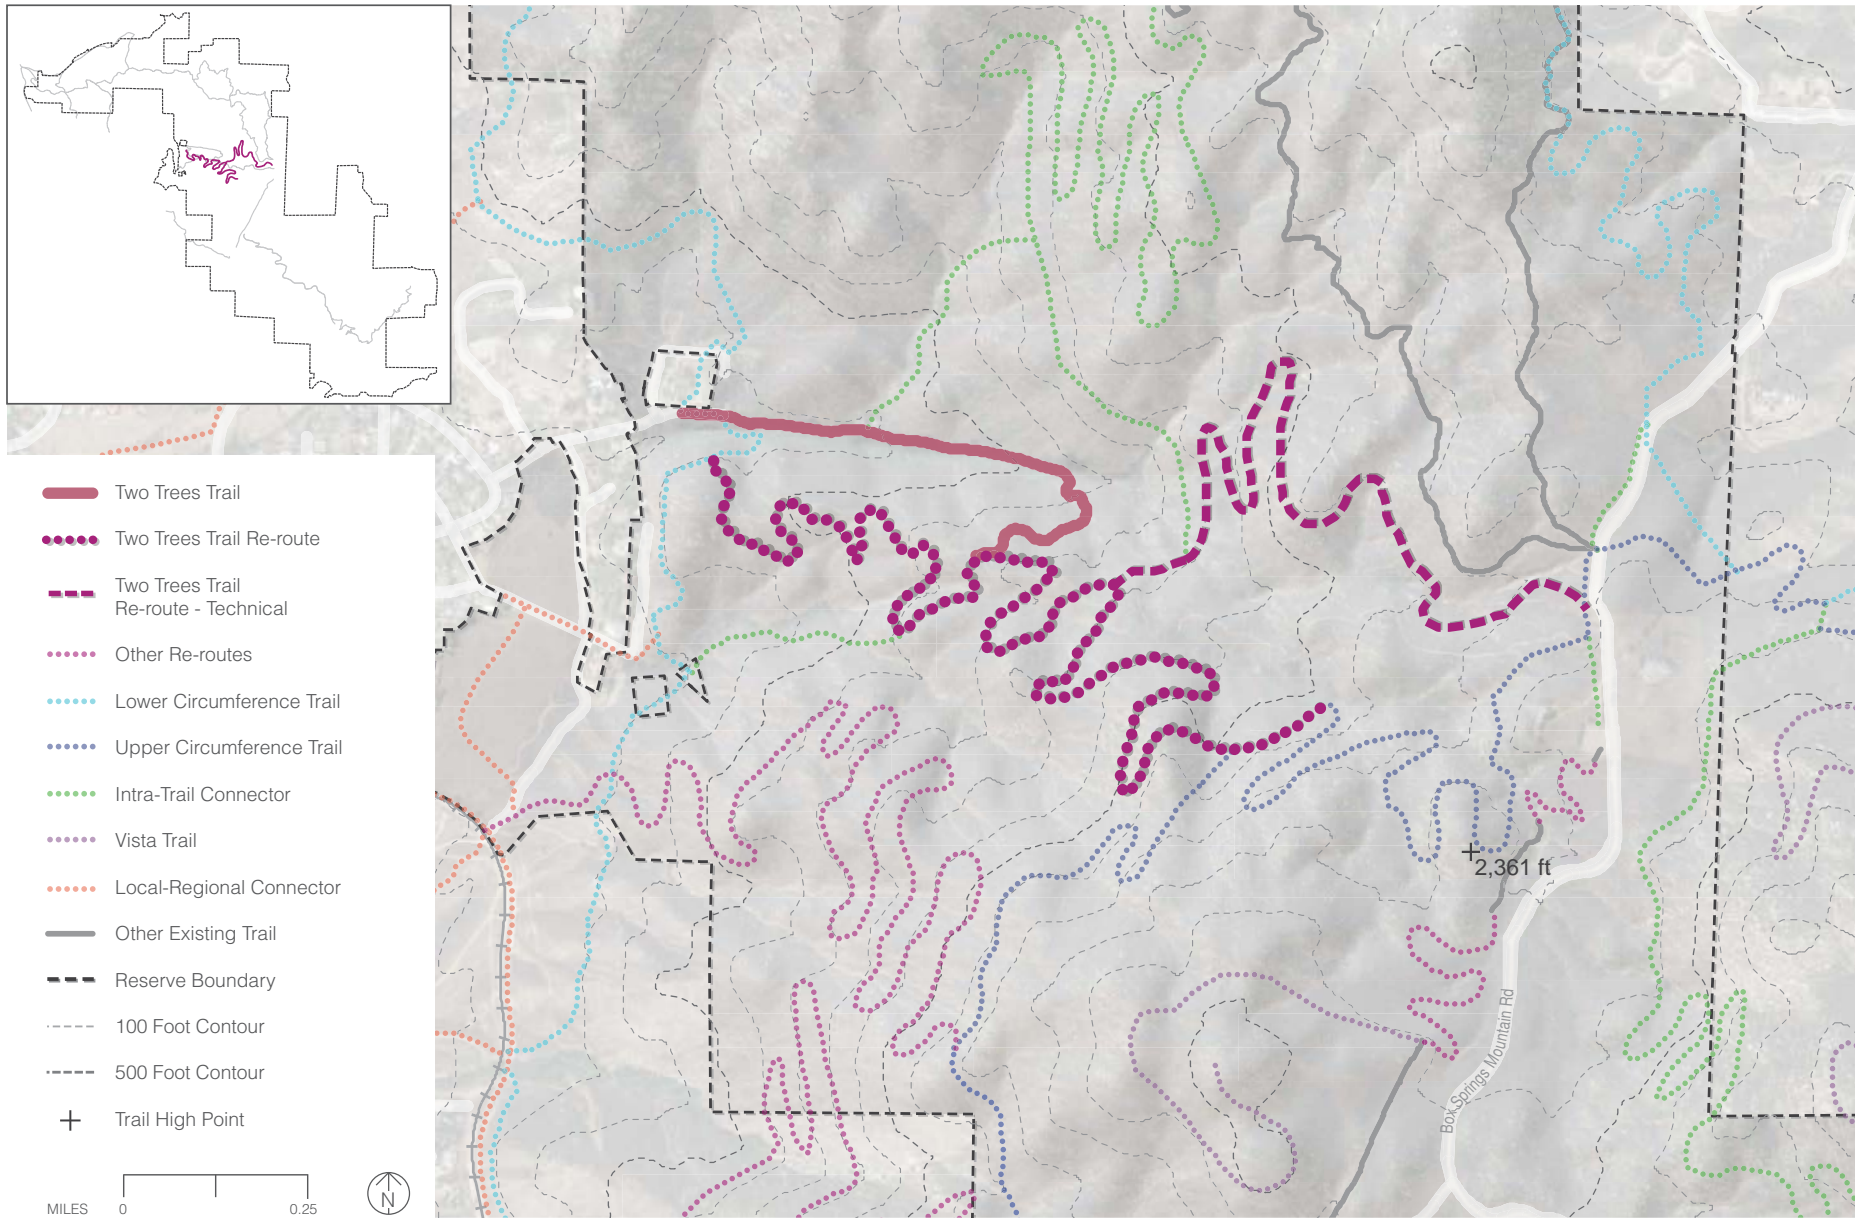 Two Trees Trail
Two Trees Trail Re-route
Two Trees Trail
Re-route - Technical
Other Re-routes
Lower Circumference Trail
Upper Circumference Trail
Intra-Trail Connector
Vista Trail
Local-Regional Connector
Other Existing Trail
Reserve Boundary
100 Foot Contour
500 Foot Contour
Trail High Point
MILES 0 0.25
N
2,361 ft
Box Springs Mountain Rd